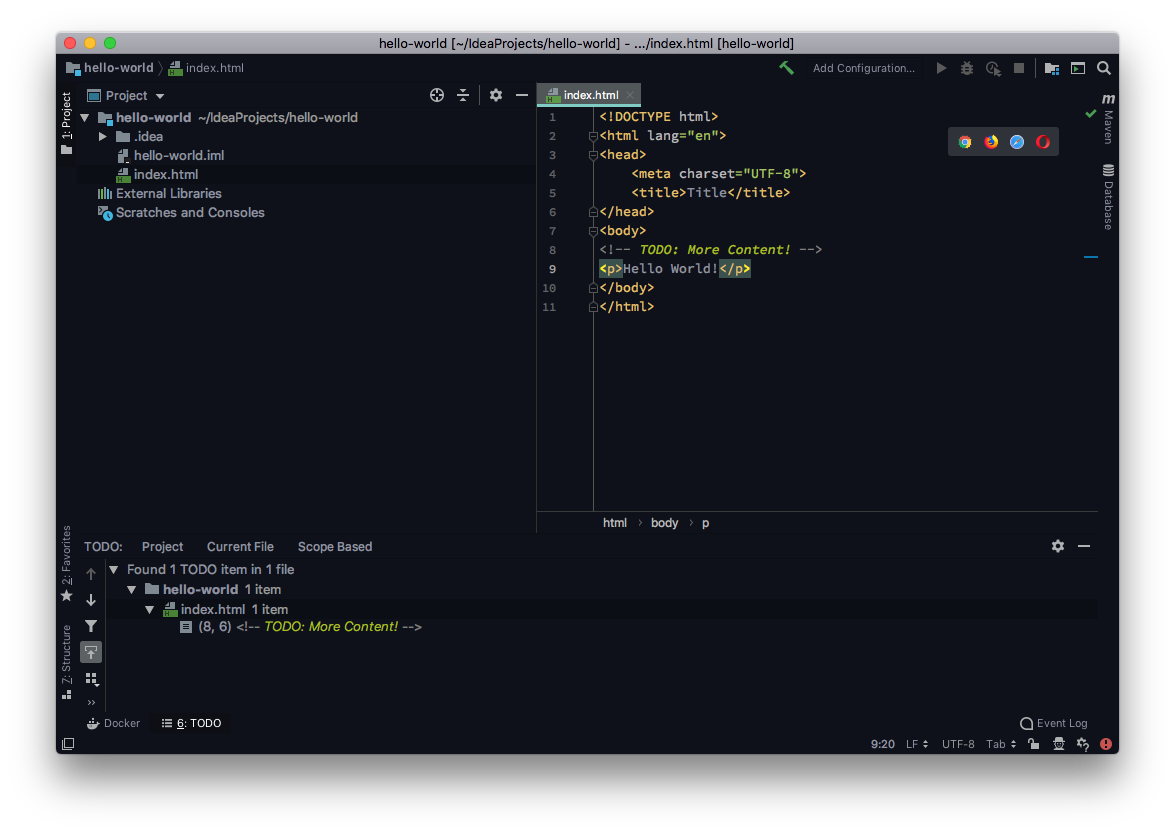 hello-world [~/IdeaProjects/hello-world] - .../index.html [hello-world]
hello-world
index.html
Add Configuration...
1: Project
Project
hello-world ~/IdeaProjects/hello-world
.idea
hello-world.iml
index.html
External Libraries
Scratches and Consoles
index.html
1 <!DOCTYPE html>
2 <html lang="en">
3 <head>
4 <meta charset="UTF-8">
5 <title>Title</title>
6 </head>
7 <body>
8 <!-- TODO: More Content! -->
9 <p>Hello World!</p>
10 </body>
11 </html>
m Maven
Database
html › body › p
2: Favorites
Z: Structure
TODO: Project Current File Scope Based
Found 1 TODO item in 1 file
hello-world 1 item
index.html 1 item
(8, 6) <!-- TODO: More Content! -->
Docker
6: TODO
Event Log
9:20 LF UTF-8 Tab